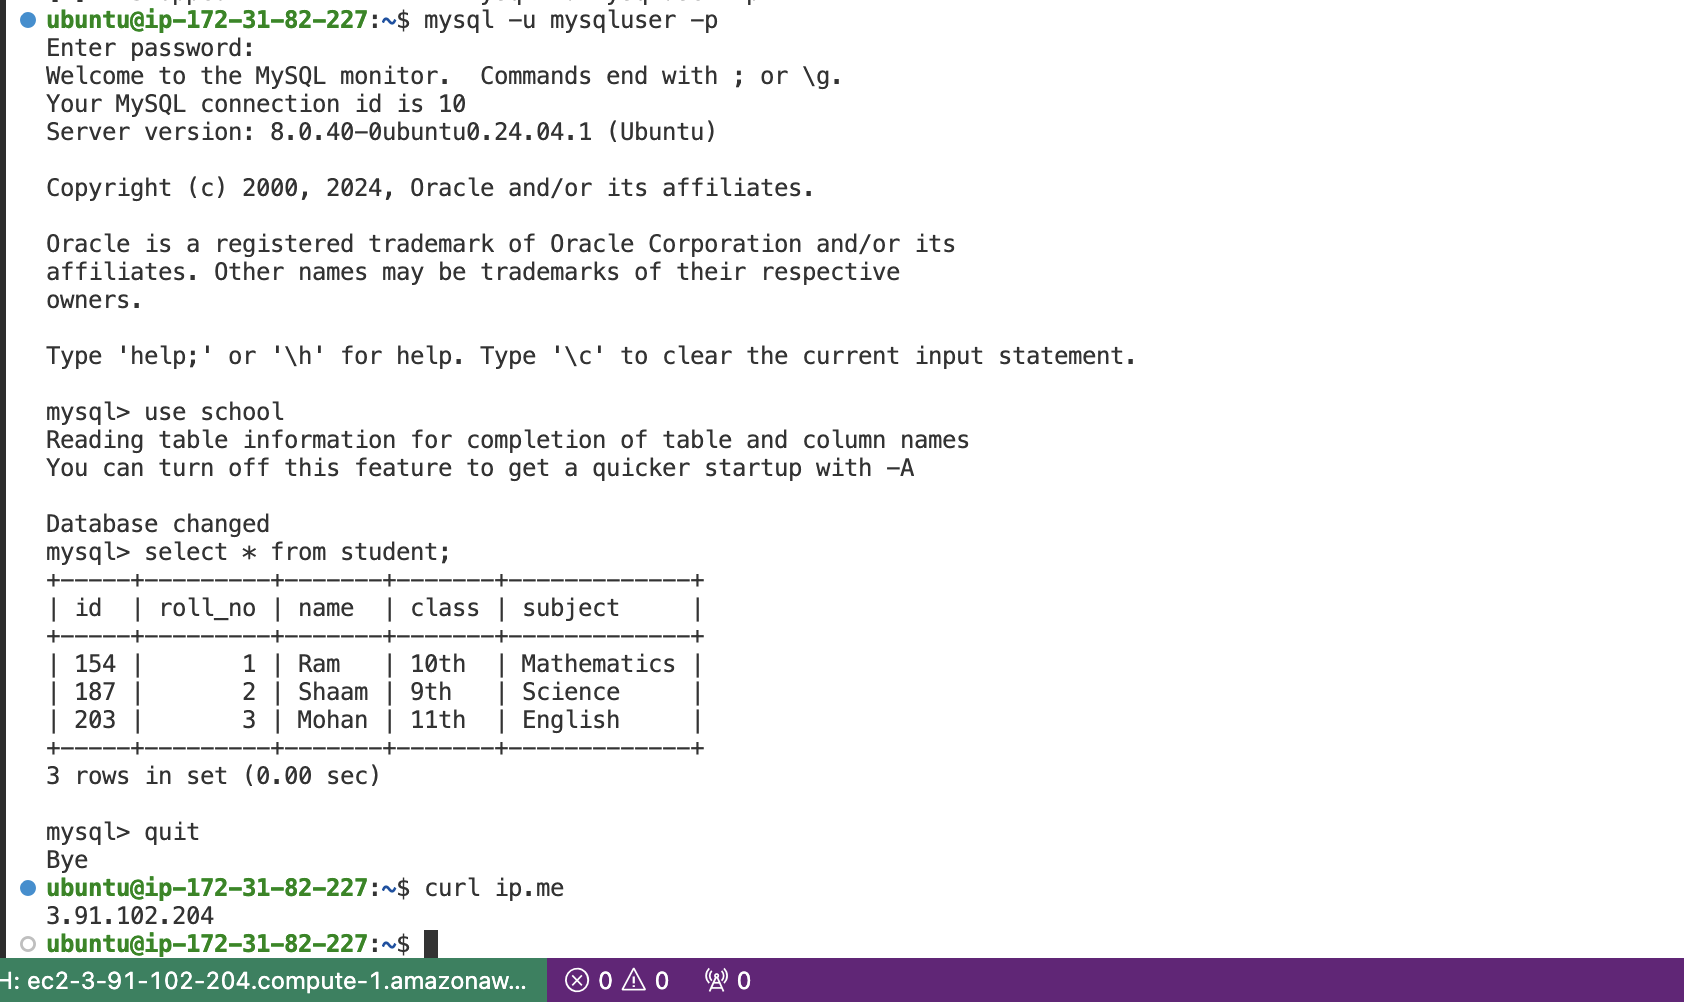 ubuntu@ip-172-31-82-227:~$ mysql -u mysqluser -p
Enter password:
Welcome to the MySQL monitor.  Commands end with ; or \g.
Your MySQL connection id is 10
Server version: 8.0.40-0ubuntu0.24.04.1 (Ubuntu)
Copyright (c) 2000, 2024, Oracle and/or its affiliates.
Oracle is a registered trademark of Oracle Corporation and/or its
affiliates. Other names may be trademarks of their respective
owners.
Type 'help;' or '\h' for help. Type '\c' to clear the current input statement.
mysql> use school
Reading table information for completion of table and column names
You can turn off this feature to get a quicker startup with -A
Database changed
mysql> select * from student;
+-----+---------+-------+-------+-------------+
| id  | roll_no | name  | class | subject     |
+-----+---------+-------+-------+-------------+
| 154 |       1 | Ram   | 10th  | Mathematics |
| 187 |       2 | Shaam | 9th   | Science     |
| 203 |       3 | Mohan | 11th  | English     |
+-----+---------+-------+-------+-------------+
3 rows in set (0.00 sec)
mysql> quit
Bye
ubuntu@ip-172-31-82-227:~$ curl ip.me
3.91.102.204
ubuntu@ip-172-31-82-227:~$
H: ec2-3-91-102-204.compute-1.amazonaw... 0 0 0